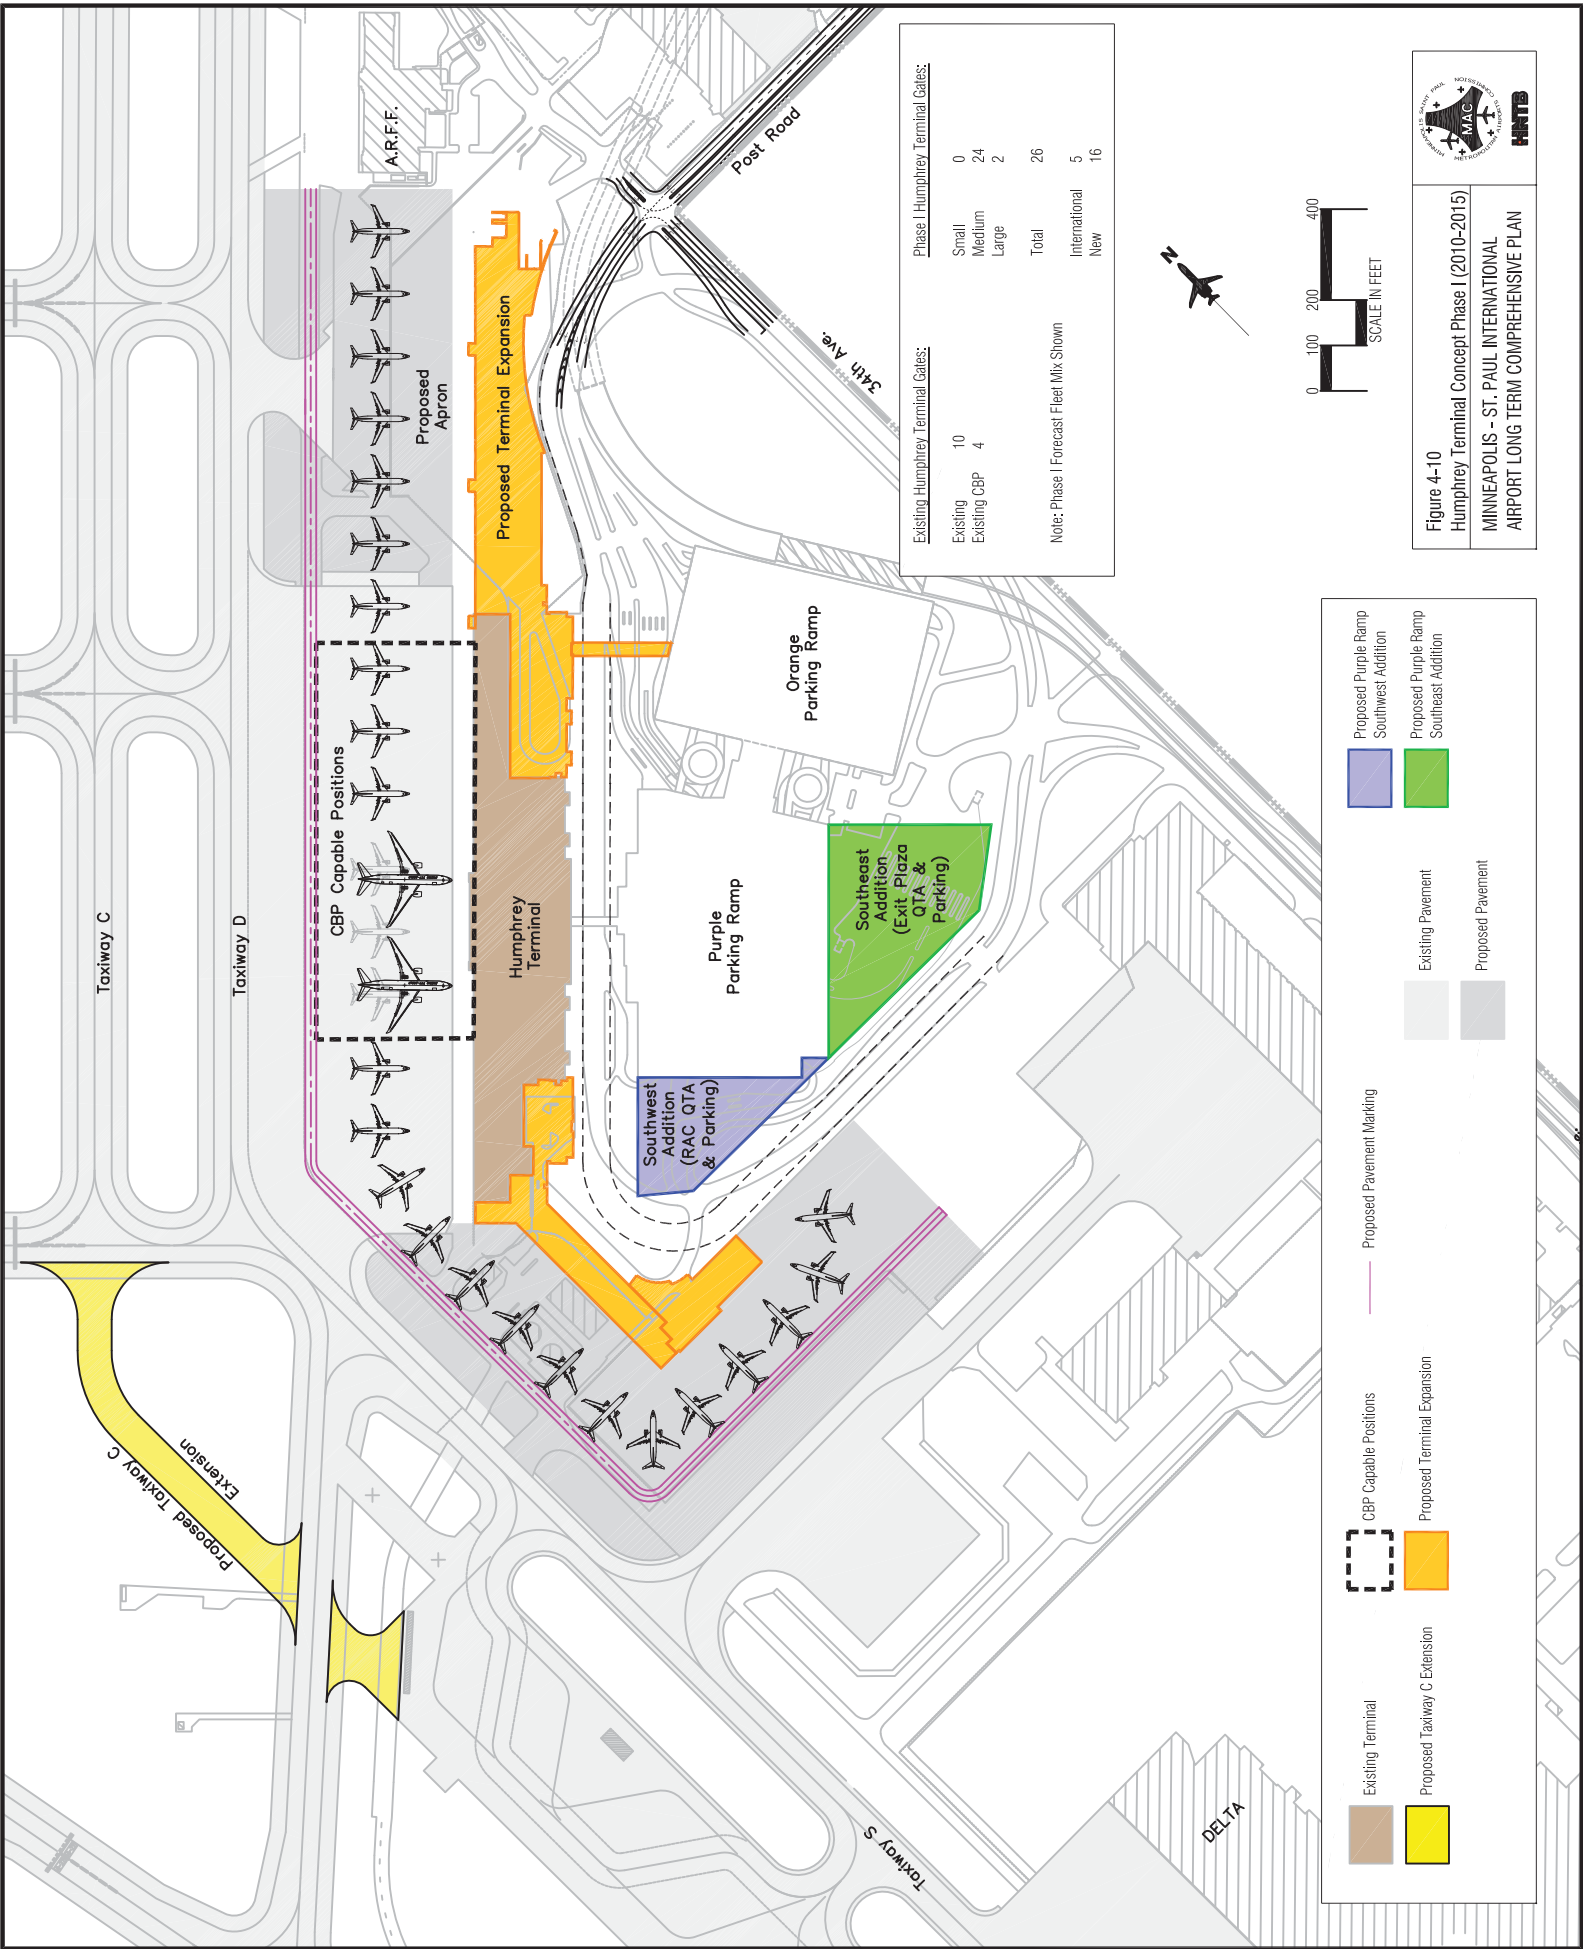 Taxiway C
Taxiway D
A.R.F.F.
Proposed
Apron
Proposed Terminal Expansion
CBP Capable Positions
Humphrey
Terminal
Post Road
34th Ave.
Orange
Parking Ramp
Purple
Parking Ramp
Southeast
Addition
(Exit Plaza
QTA &
Parking)
Southwest
Addition
(RAC QTA
& Parking)
Proposed Taxiway C
Extension
Taxiway S
DELTA
Existing Humphrey Terminal Gates:
Existing 10
Existing CBP 4
Note: Phase I Forecast Fleet Mix Shown
Phase I Humphrey Terminal Gates:
Small 0
Medium 24
Large 2
Total 26
International 5
New 16
N
0 100 200 400
SCALE IN FEET
Existing Terminal
Proposed Taxiway C Extension
CBP Capable Positions
Proposed Terminal Expansion
Proposed Pavement Marking
Existing Pavement
Proposed Pavement
Proposed Purple Ramp
Southwest Addition
Proposed Purple Ramp
Southeast Addition
Figure 4-10
Humphrey Terminal Concept Phase I (2010-2015)
MINNEAPOLIS - ST. PAUL INTERNATIONAL
AIRPORT LONG TERM COMPREHENSIVE PLAN
MINNEAPOLIS SAINT PAUL
METROPOLITAN AIRPORTS COMMISSION
MAC
HNTB